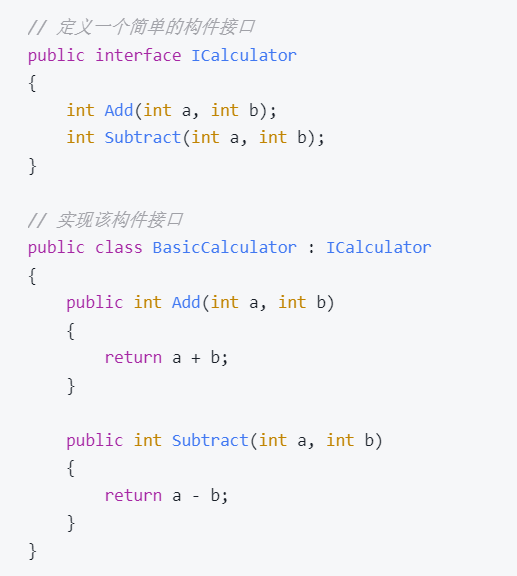 // 定义一个简单的构件接口
public interface ICalculator
{
    int Add(int a, int b);
    int Subtract(int a, int b);
}

// 实现该构件接口
public class BasicCalculator : ICalculator
{
    public int Add(int a, int b)
    {
        return a + b;
    }

    public int Subtract(int a, int b)
    {
        return a - b;
    }
}